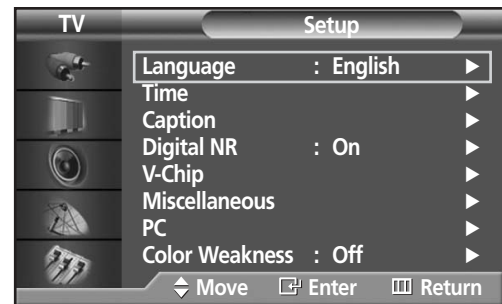 TV Setup
Language : English
Time
Caption
Digital NR : On
V-Chip
Miscellaneous
PC
Color Weakness : Off
Move Enter Return